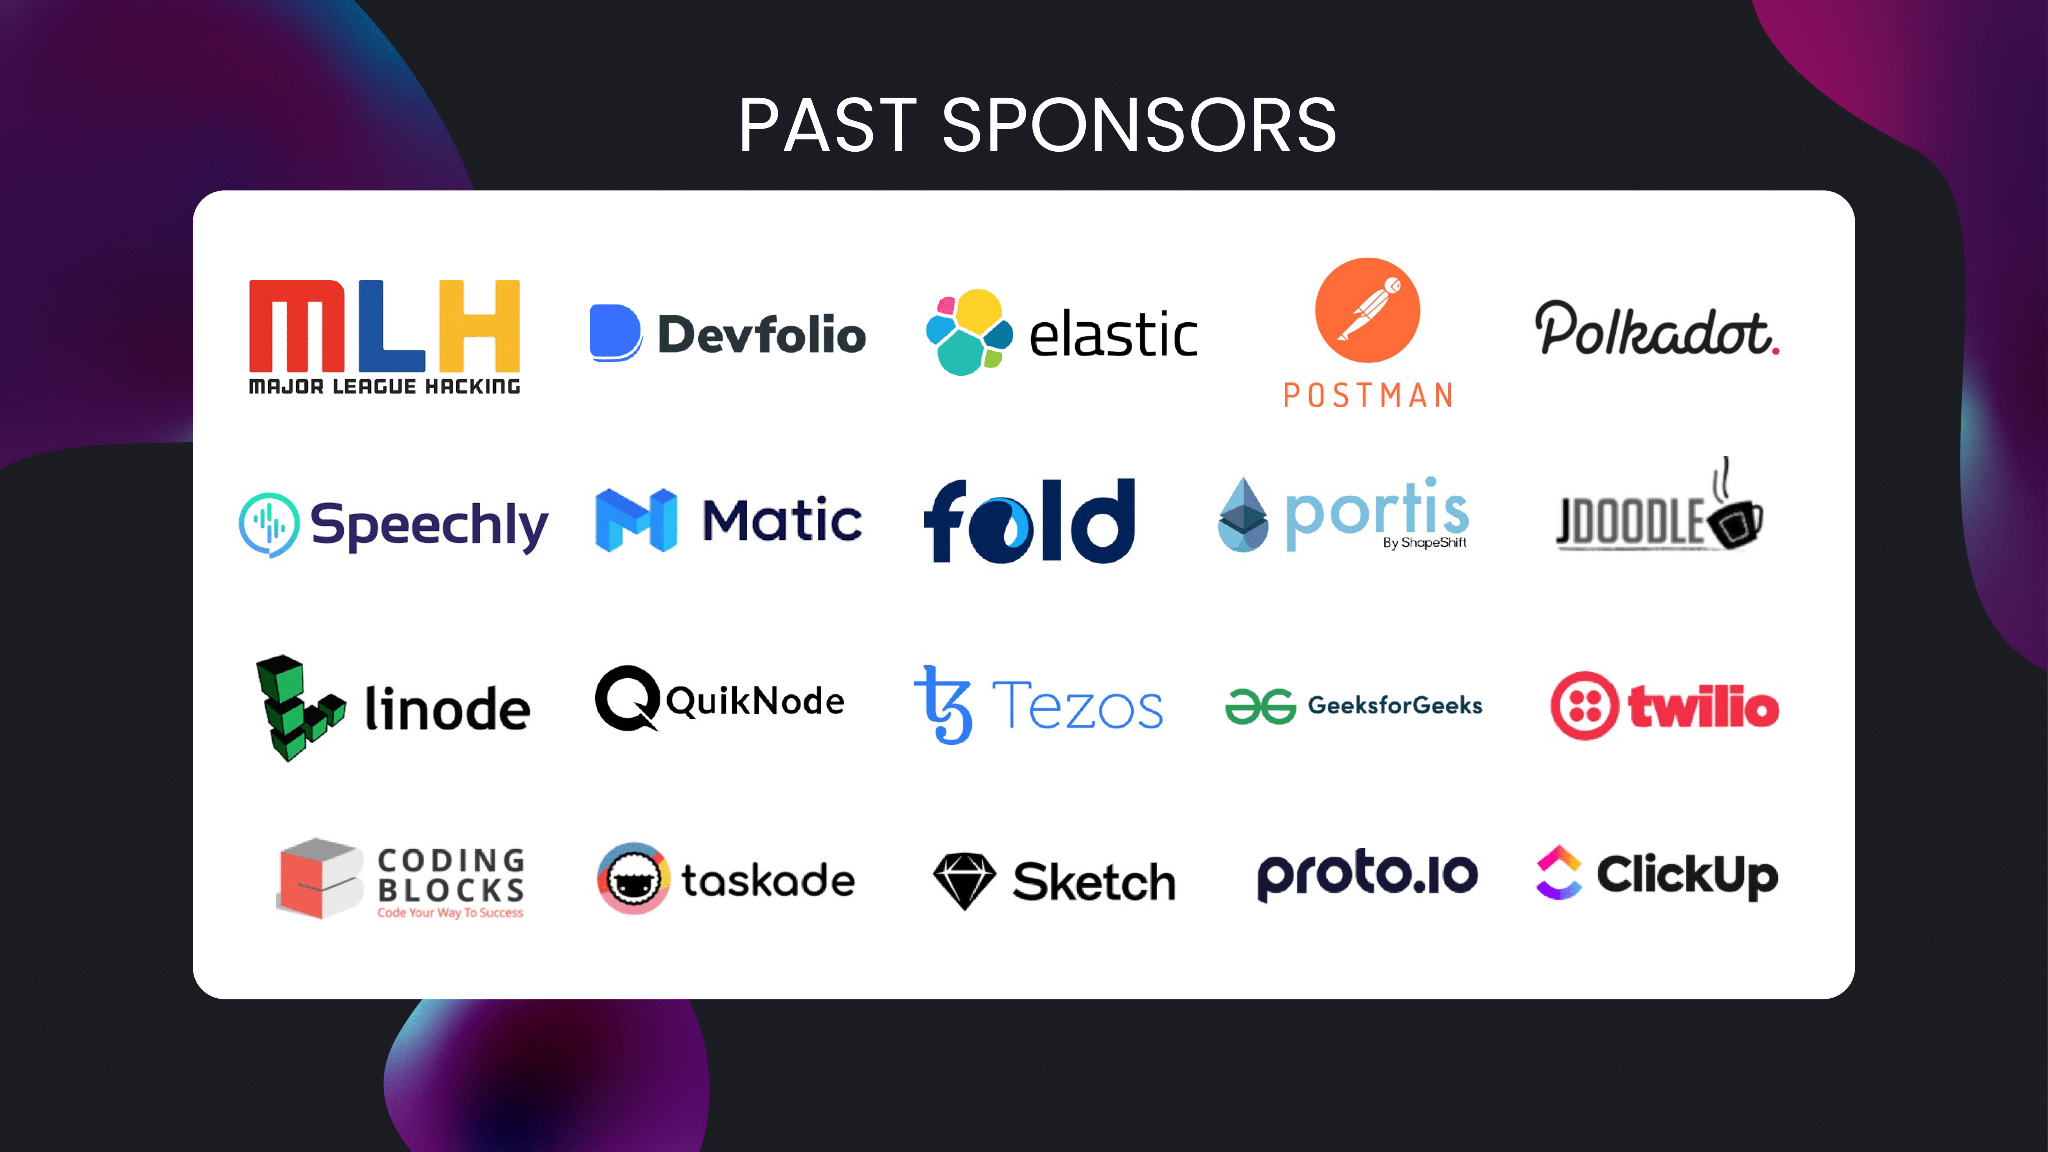 PAST SPONSORS
MLH
MAJOR LEAGUE HACKING
Devfolio
elastic
POSTMAN
Polkadot.
Speechly
Matic
fold
portis
By ShapeShift
JDOODLE
linode
QuikNode
Tezos
GeeksforGeeks
twilio
CODING
BLOCKS
Code Your Way To Success
taskade
Sketch
proto.io
ClickUp